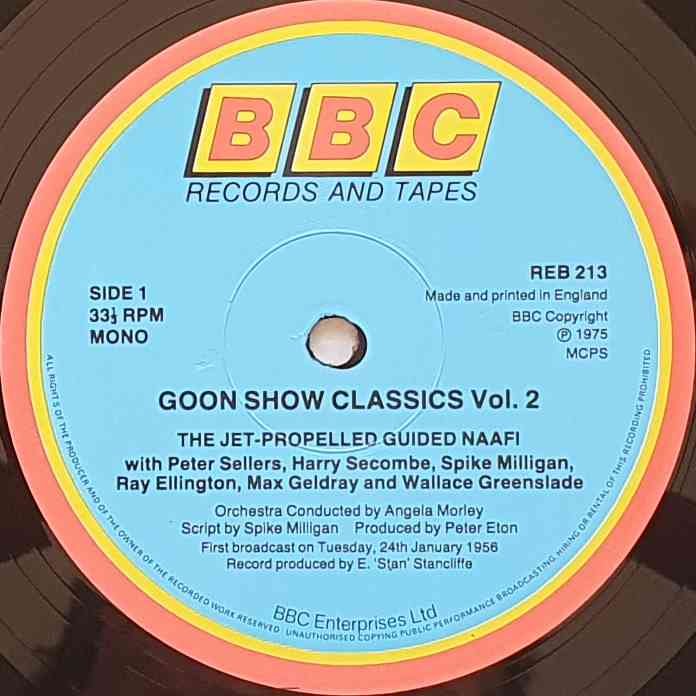 BBC
RECORDS AND TAPES
SIDE 1
33⅓ RPM
MONO
REB 213
Made and printed in England
BBC Copyright
℗ 1975
MCPS
GOON SHOW CLASSICS Vol. 2
THE JET-PROPELLED GUIDED NAAFI
with Peter Sellers, Harry Secombe, Spike Milligan,
Ray Ellington, Max Geldray and Wallace Greenslade
Orchestra Conducted by Angela Morley
Script by Spike Milligan Produced by Peter Eton
First broadcast on Tuesday, 24th January 1956
Record produced by E. 'Stan' Stancliffe
BBC Enterprises Ltd
ALL RIGHTS OF THE PRODUCER AND OF THE OWNER OF THE RECORDED WORK RESERVED UNAUTHORISED COPYING PUBLIC PERFORMANCE BROADCASTING HIRING OR RENTAL OF THIS RECORDING PROHIBITED